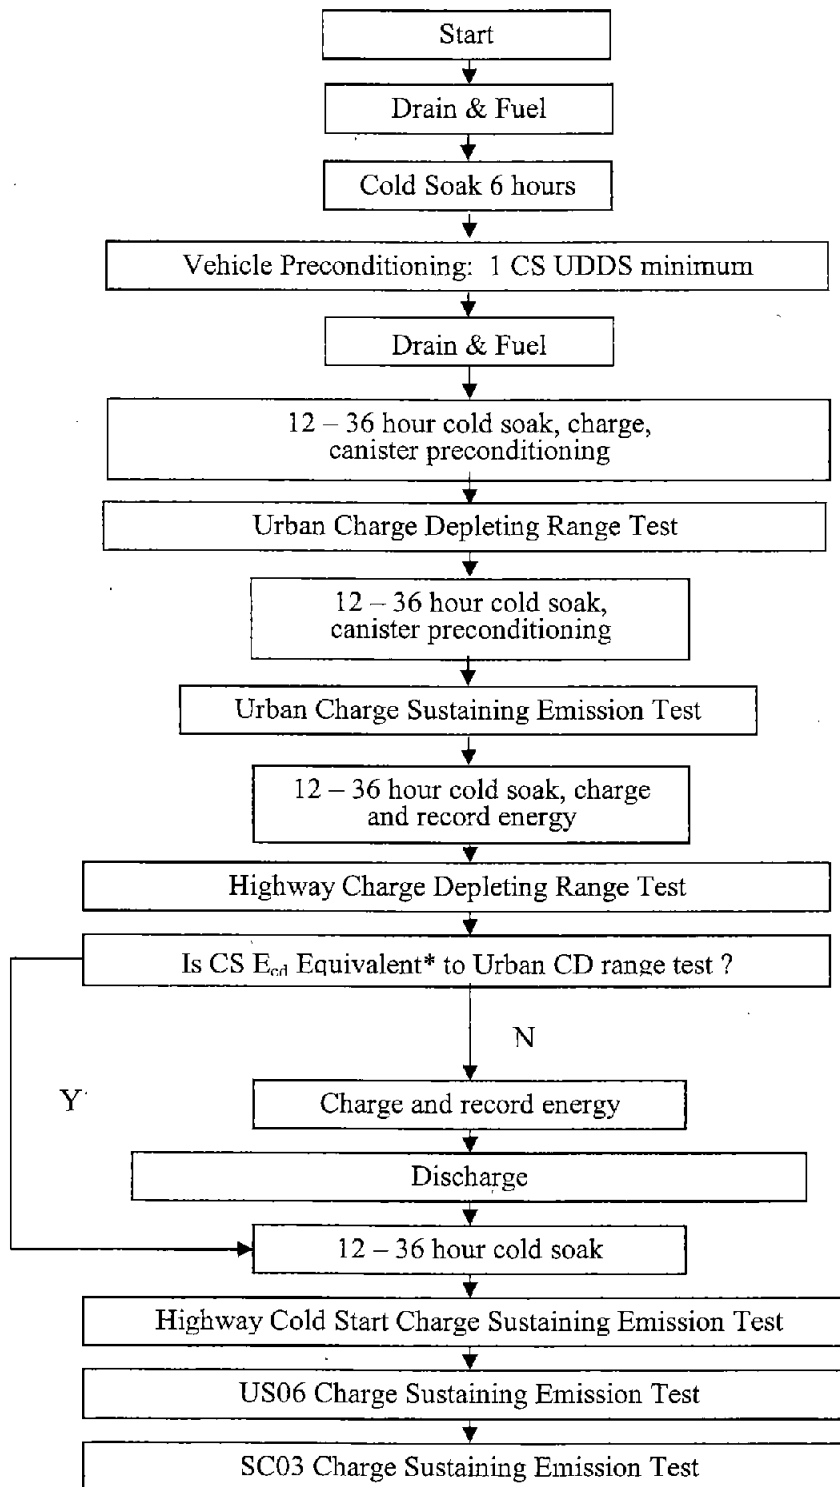 Start
Drain & Fuel
Cold Soak 6 hours
Vehicle Preconditioning: 1 CS UDDS minimum
Drain & Fuel
12 – 36 hour cold soak, charge,
canister preconditioning
Urban Charge Depleting Range Test
12 – 36 hour cold soak,
canister preconditioning
Urban Charge Sustaining Emission Test
12 – 36 hour cold soak, charge
and record energy
Highway Charge Depleting Range Test
Is CS Ecd Equivalent* to Urban CD range test ?
N
Y
Charge and record energy
Discharge
12 – 36 hour cold soak
Highway Cold Start Charge Sustaining Emission Test
US06 Charge Sustaining Emission Test
SC03 Charge Sustaining Emission Test